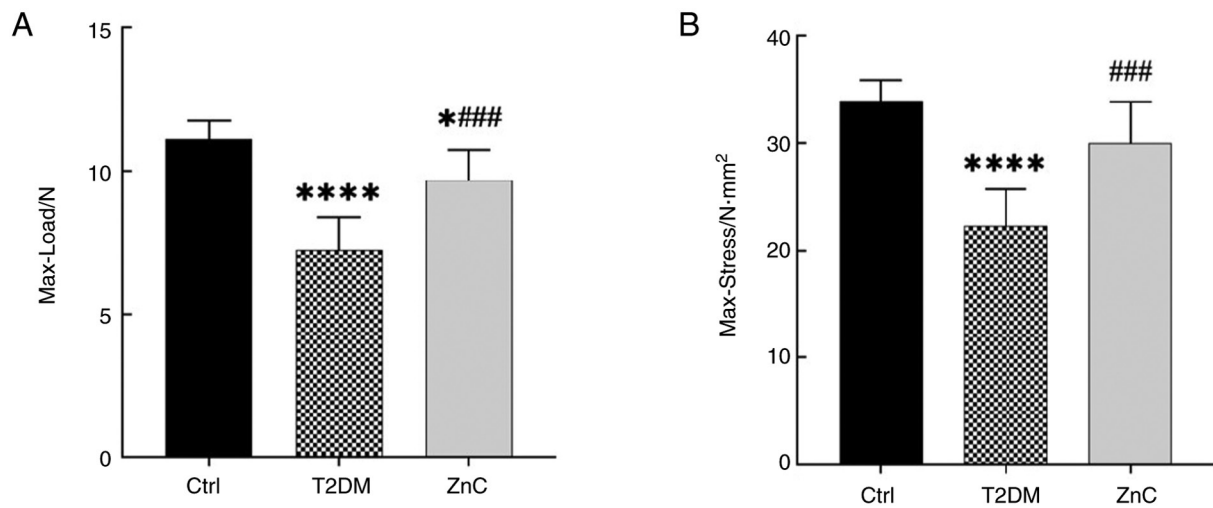 A
Max-Load/N
15
10
5
0
****
*###
Ctrl
T2DM
ZnC
B
Max-Stress/N·mm²
40
30
20
10
0
****
###
Ctrl
T2DM
ZnC